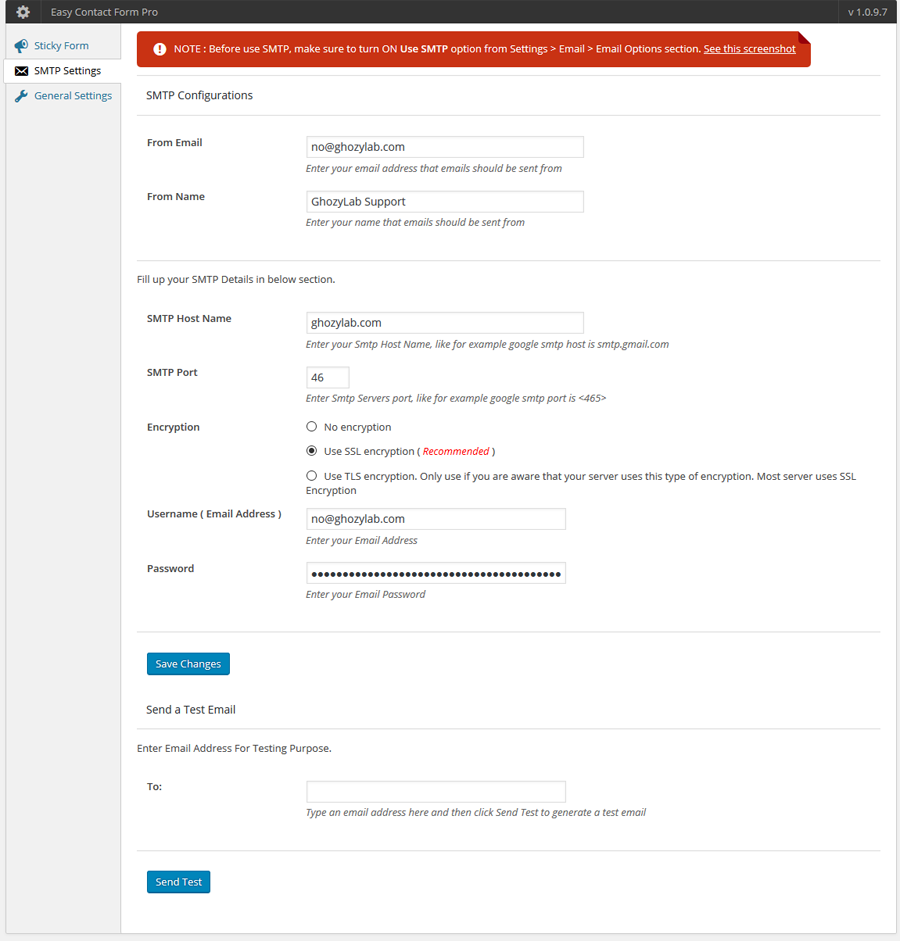 Easy Contact Form Pro
v 1.0.9.7
Sticky Form
SMTP Settings
General Settings
NOTE : Before use SMTP, make sure to turn ON Use SMTP option from Settings > Email > Email Options section. See this screenshot
SMTP Configurations
From Email
no@ghozylab.com
Enter your email address that emails should be sent from
From Name
GhozyLab Support
Enter your name that emails should be sent from
Fill up your SMTP Details in below section.
SMTP Host Name
ghozylab.com
Enter your Smtp Host Name, like for example google smtp host is smtp.gmail.com
SMTP Port
46
Enter Smtp Servers port, like for example google smtp port is <465>
Encryption
No encryption
Use SSL encryption ( Recommended )
Use TLS encryption. Only use if you are aware that your server uses this type of encryption. Most server uses SSL
Encryption
Username ( Email Address )
no@ghozylab.com
Enter your Email Address
Password
Enter your Email Password
Save Changes
Send a Test Email
Enter Email Address For Testing Purpose.
To:
Type an email address here and then click Send Test to generate a test email
Send Test